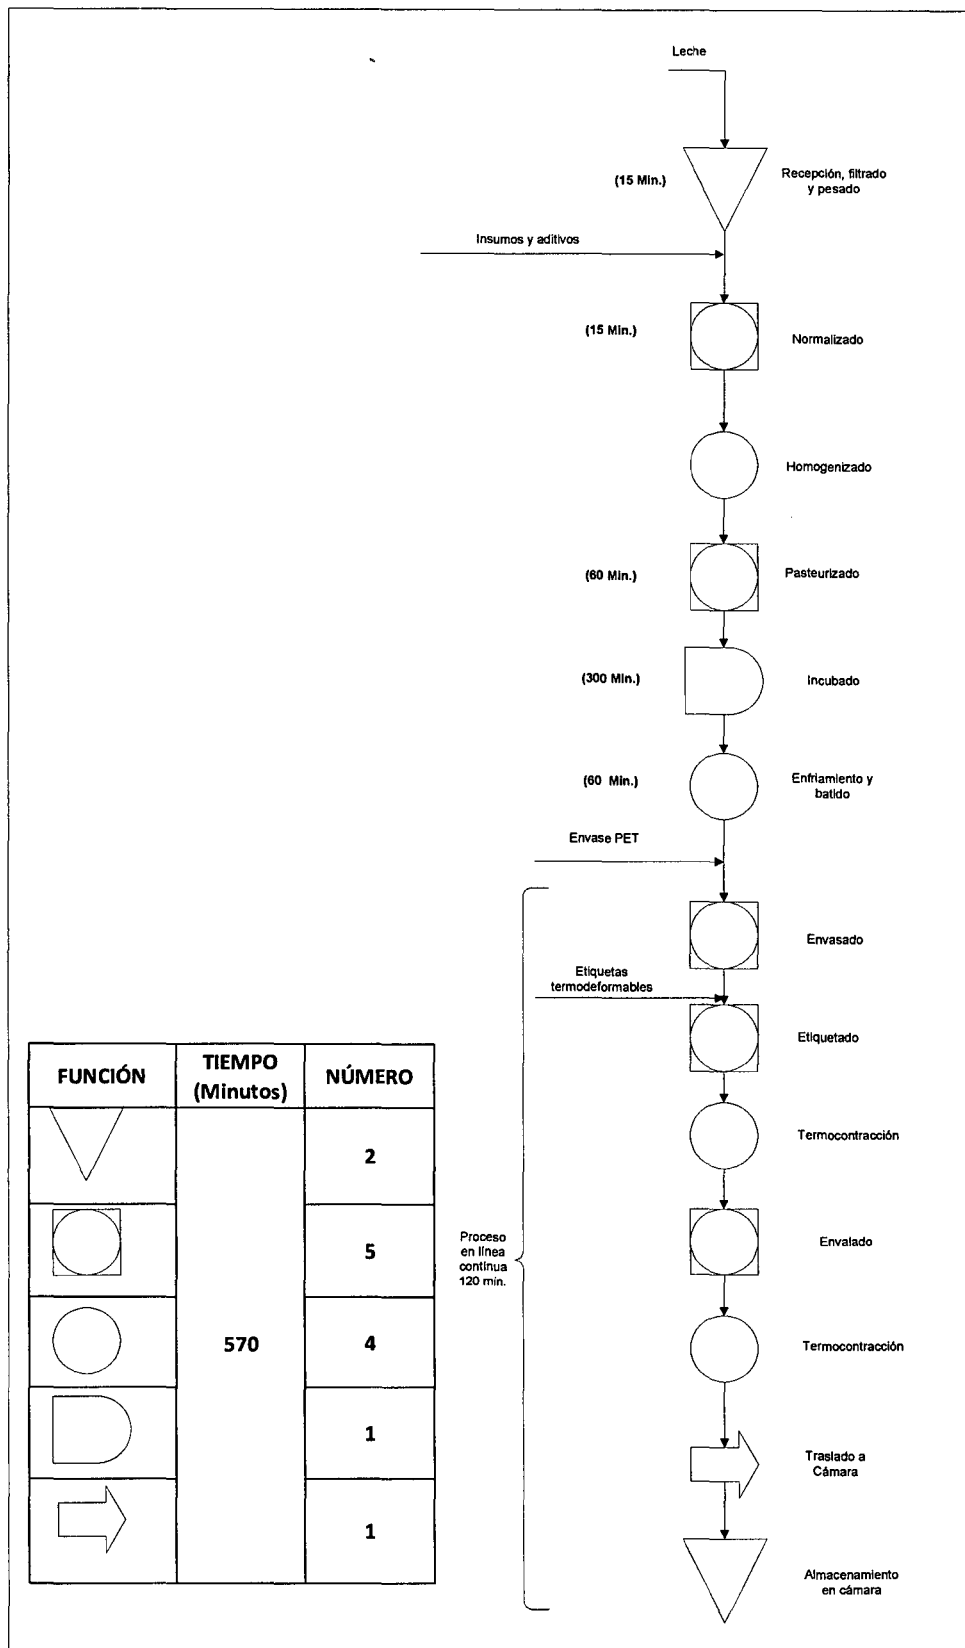 Leche
(15 Min.)
Recepción, filtrado
y pesado
Insumos y aditivos
(15 Min.)
Normalizado
Homogenizado
(60 Min.)
Pasteurizado
(300 Min.)
Incubado
(60 Min.)
Enfriamiento y
batido
Envase PET
Envasado
Etiquetas
termodeformables
Etiquetado
Termocontracción
Proceso
en línea
continua
120 min.
Envalado
Termocontracción
Traslado a
Cámara
Almacenamiento
en cámara
FUNCIÓN
TIEMPO
(Minutos)
NÚMERO
2
5
570
4
1
1